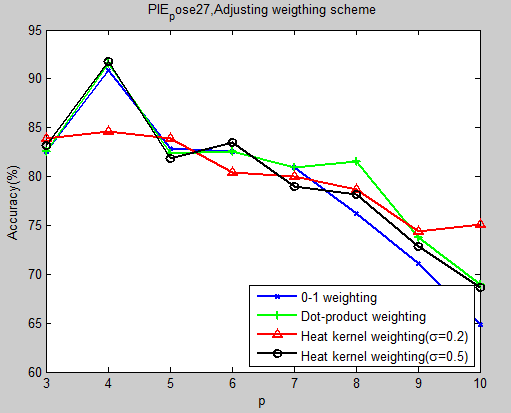 PIE_pose27,Adjusting weigthing scheme
95
90
85
80
75
70
65
60
Accuracy(%)
3
4
5
6
7
8
9
10
p
0-1 weighting
Dot-product weighting
Heat kernel weighting(σ=0.2)
Heat kernel weighting(σ=0.5)